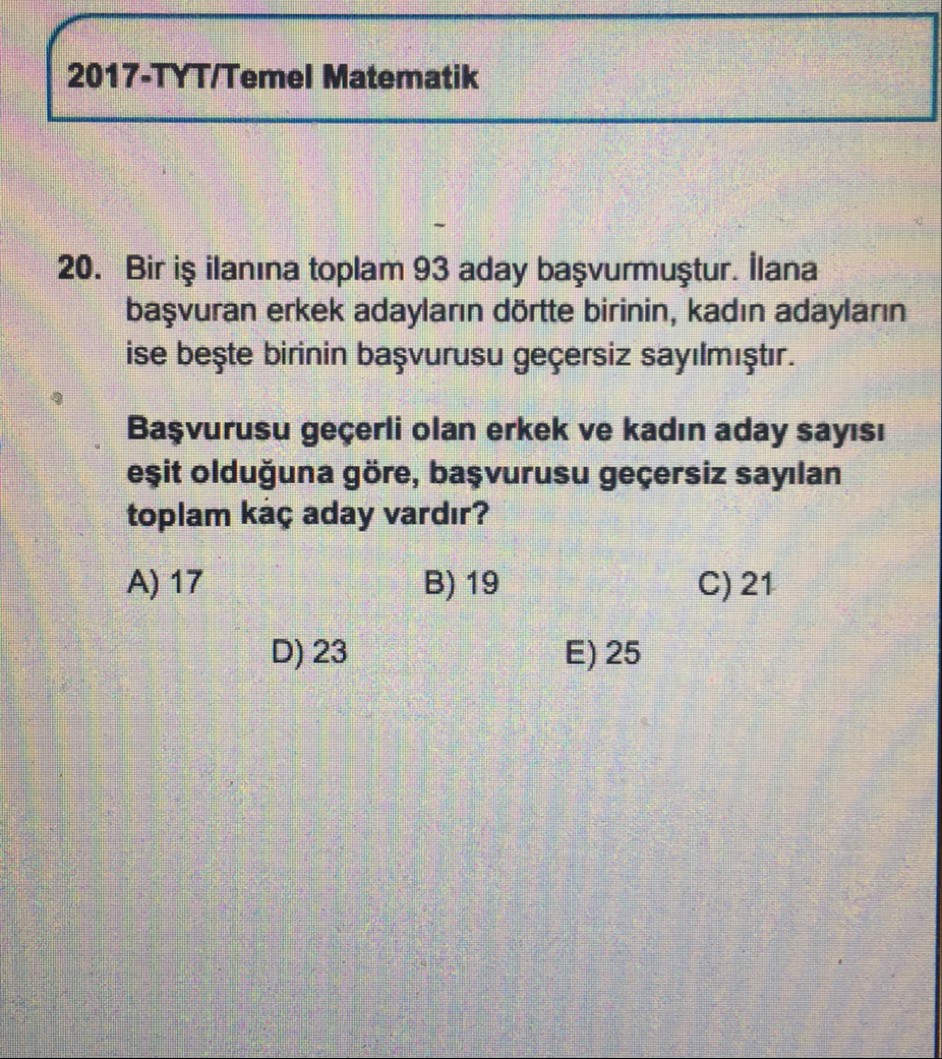 2017-TYT/Temel Matematik
20. Bir iş ilanına toplam 93 aday başvurmuştur. İlana
başvuran erkek adayların dörtte birinin, kadın adayların
ise beşte birinin başvurusu geçersiz sayılmıştır.
Başvurusu geçerli olan erkek ve kadın aday sayısı
eşit olduğuna göre, başvurusu geçersiz sayılan
toplam kaç aday vardır?
A) 17 B) 19 C) 21
D) 23 E) 25